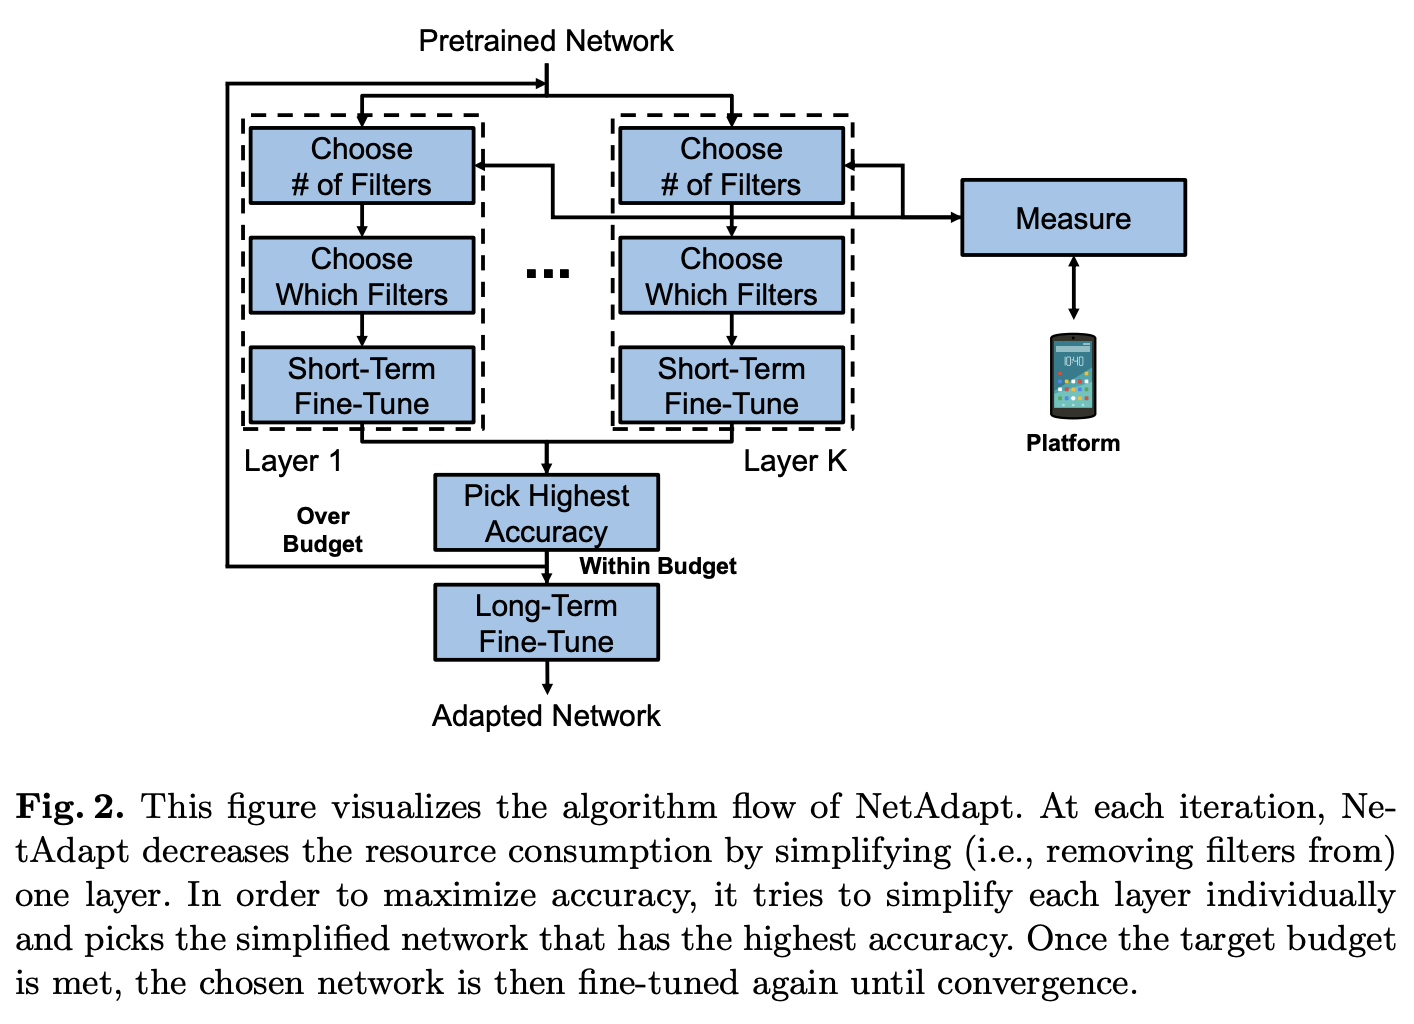 Pretrained Network
Choose
# of Filters
Choose
Which Filters
Short-Term
Fine-Tune
Layer 1
...
Choose
# of Filters
Choose
Which Filters
Short-Term
Fine-Tune
Layer K
Measure
10:40
Platform
Pick Highest
Accuracy
Over
Budget
Within Budget
Long-Term
Fine-Tune
Adapted Network
Fig. 2. This figure visualizes the algorithm flow of NetAdapt. At each iteration, Ne-
tAdapt decreases the resource consumption by simplifying (i.e., removing filters from)
one layer. In order to maximize accuracy, it tries to simplify each layer individually
and picks the simplified network that has the highest accuracy. Once the target budget
is met, the chosen network is then fine-tuned again until convergence.